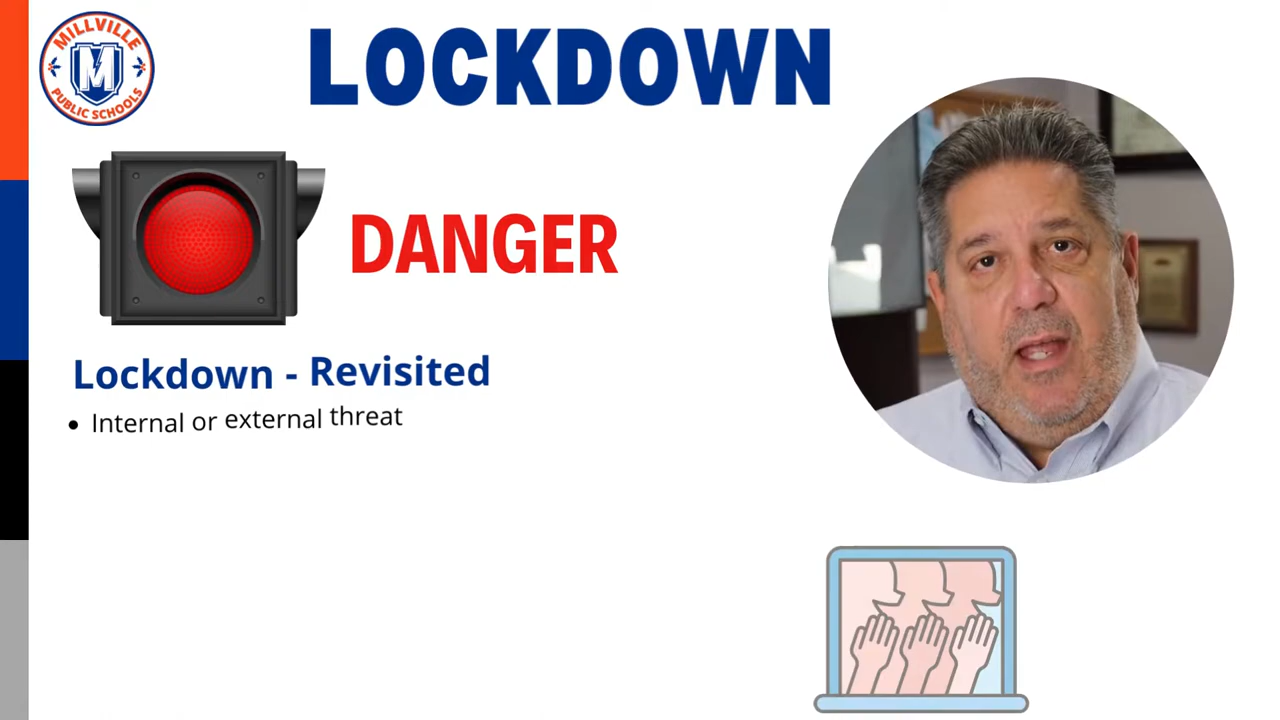 MILLVILLE
M
PUBLIC SCHOOLS
LOCKDOWN
DANGER
Lockdown - Revisited
• Internal or external threat